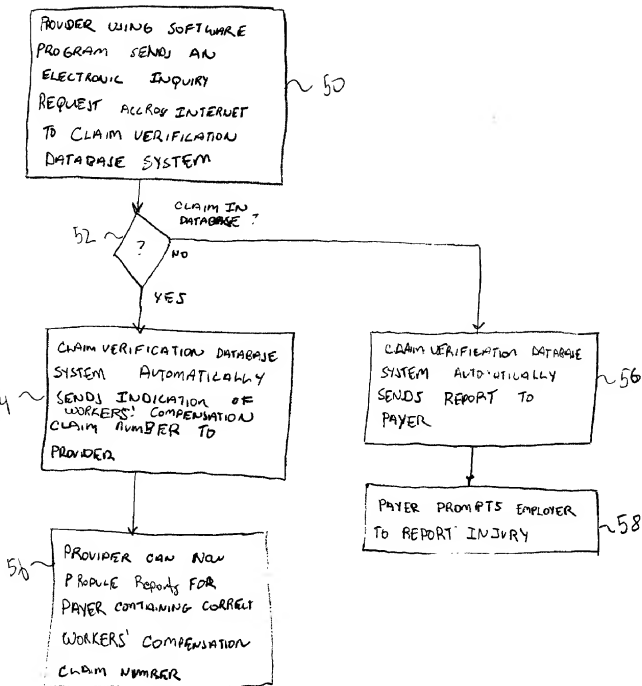 PROVIDER USING SOFTWARE
PROGRAM SENDS AN
ELECTRONIC INQUIRY
REQUEST ACCROSS INTERNET
TO CLAIM VERIFICATION
DATABASE SYSTEM
50
CLAIM IN
DATABASE ?
52
?
NO
YES
CLAIM VERIFICATION DATABASE
SYSTEM AUTOMATICALLY
SENDS INDICATION OF
WORKERS' COMPENSATION
CLAIM NUMBER TO
PROVIDER
4
CLAIM VERIFICATION DATABASE
SYSTEM AUTOMATICALLY
SENDS REPORT TO
PAYER
56
PAYER PROMPTS EMPLOYER
TO REPORT INJURY
58
56
PROVIDER CAN NOW
PRODUCE Reports FOR
PAYER CONTAINING CORRECT
WORKERS' COMPENSATION
CLAIM NUMBER